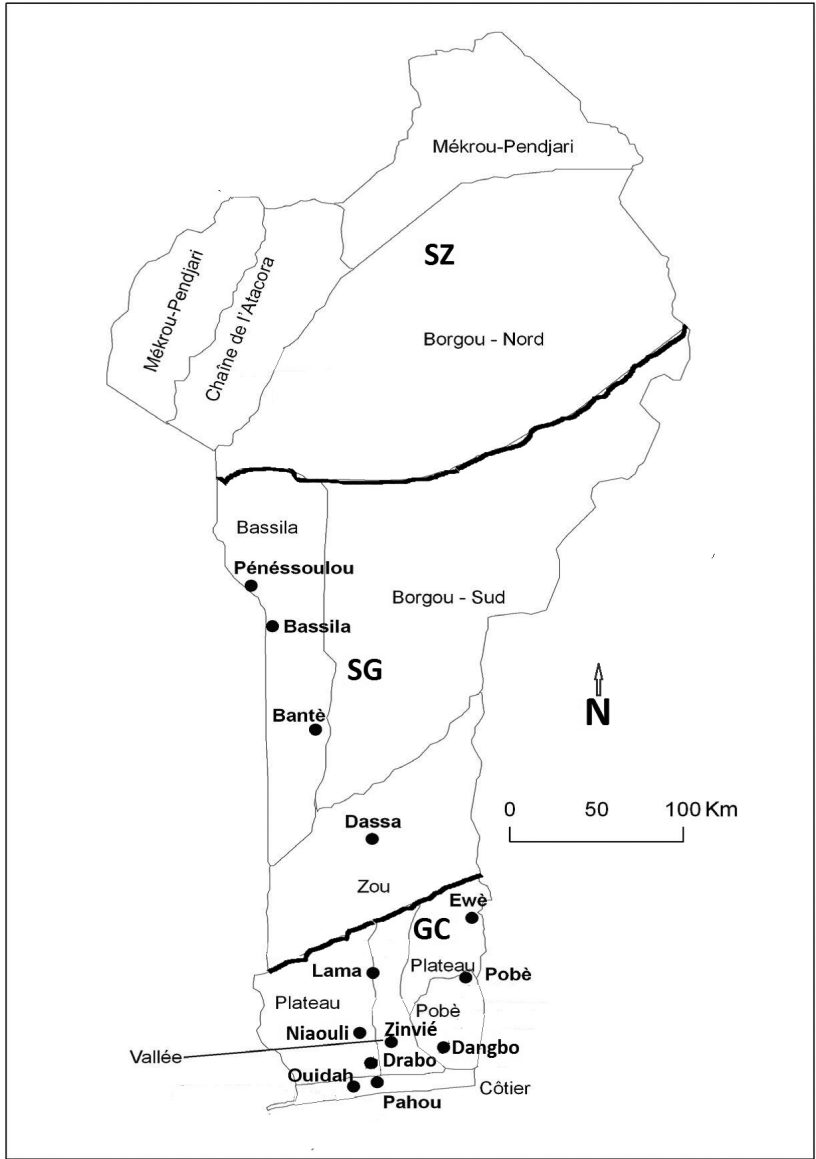 Mékrou-Pendjari
SZ
Mékrou-Pendjari
Chaîne de l'Atacora
Borgou - Nord
Bassila
Pénéssoulou
Borgou - Sud
Bassila
SG
N
Bantè
0 50 100 Km
Dassa
Zou
Ewè
GC
Lama
Plateau
Pobè
Plateau
Pobè
Niaouli
Zinvié
Vallée
Dangbo
Drabo
Ouidah
Côtier
Pahou